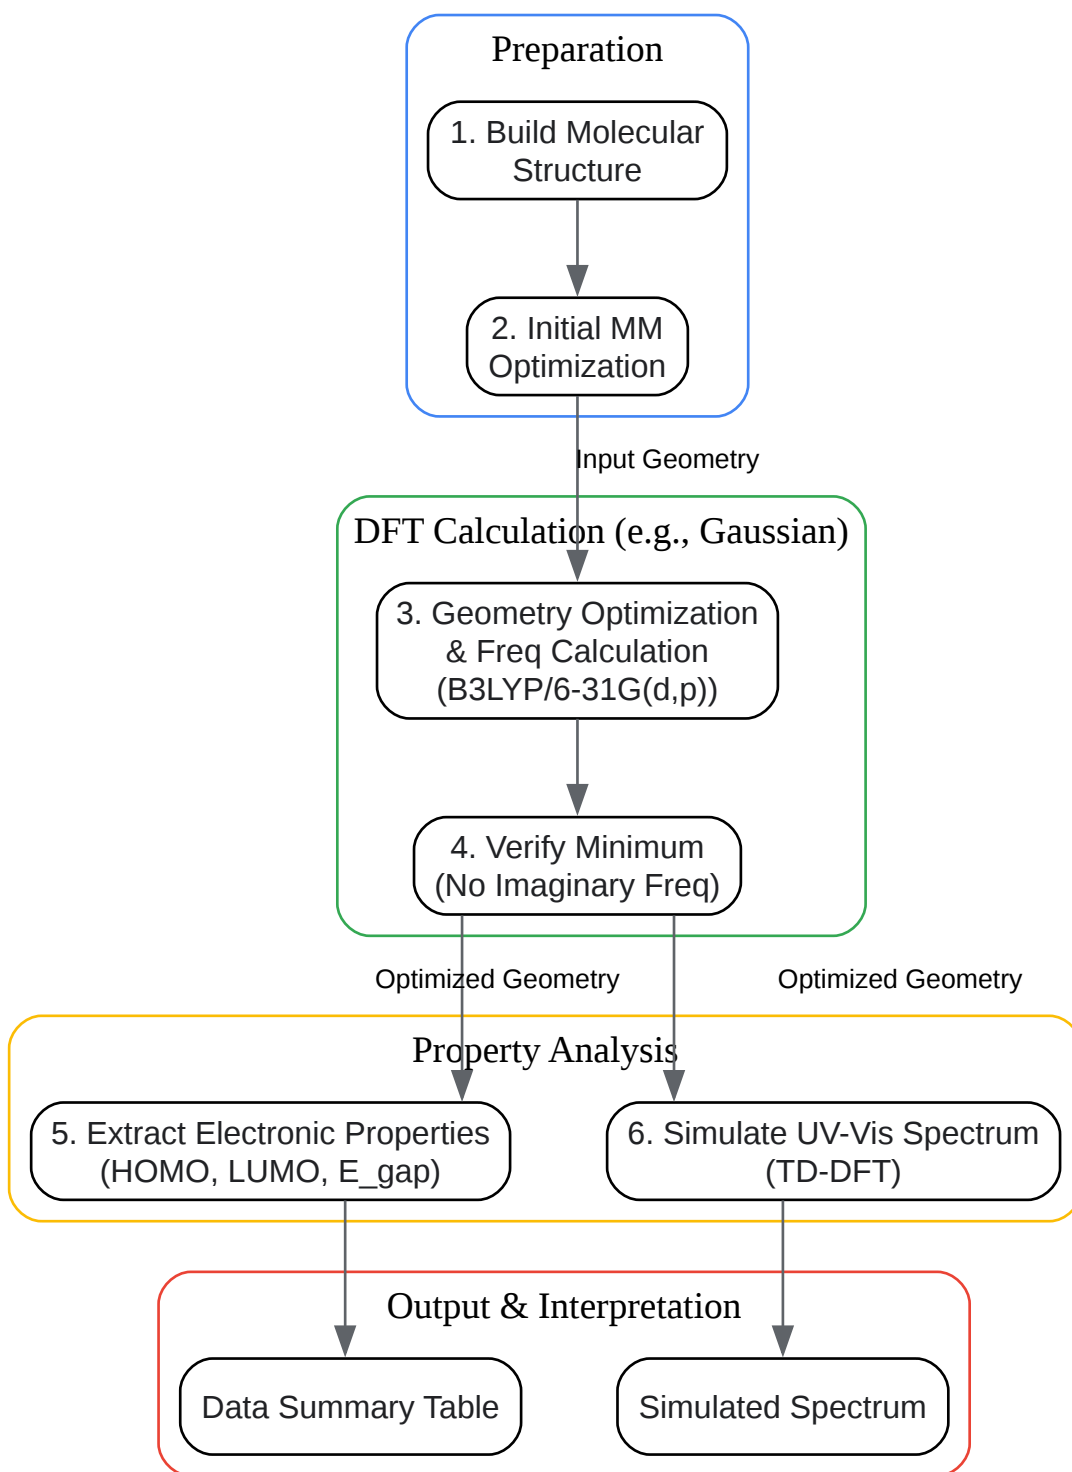 Preparation
1. Build Molecular
Structure
2. Initial MM
Optimization
Input Geometry
DFT Calculation (e.g., Gaussian)
3. Geometry Optimization
& Freq Calculation
(B3LYP/6-31G(d,p))
4. Verify Minimum
(No Imaginary Freq)
Optimized Geometry
Optimized Geometry
Property Analysis
5. Extract Electronic Properties
(HOMO, LUMO, E_gap)
6. Simulate UV-Vis Spectrum
(TD-DFT)
Output & Interpretation
Data Summary Table
Simulated Spectrum